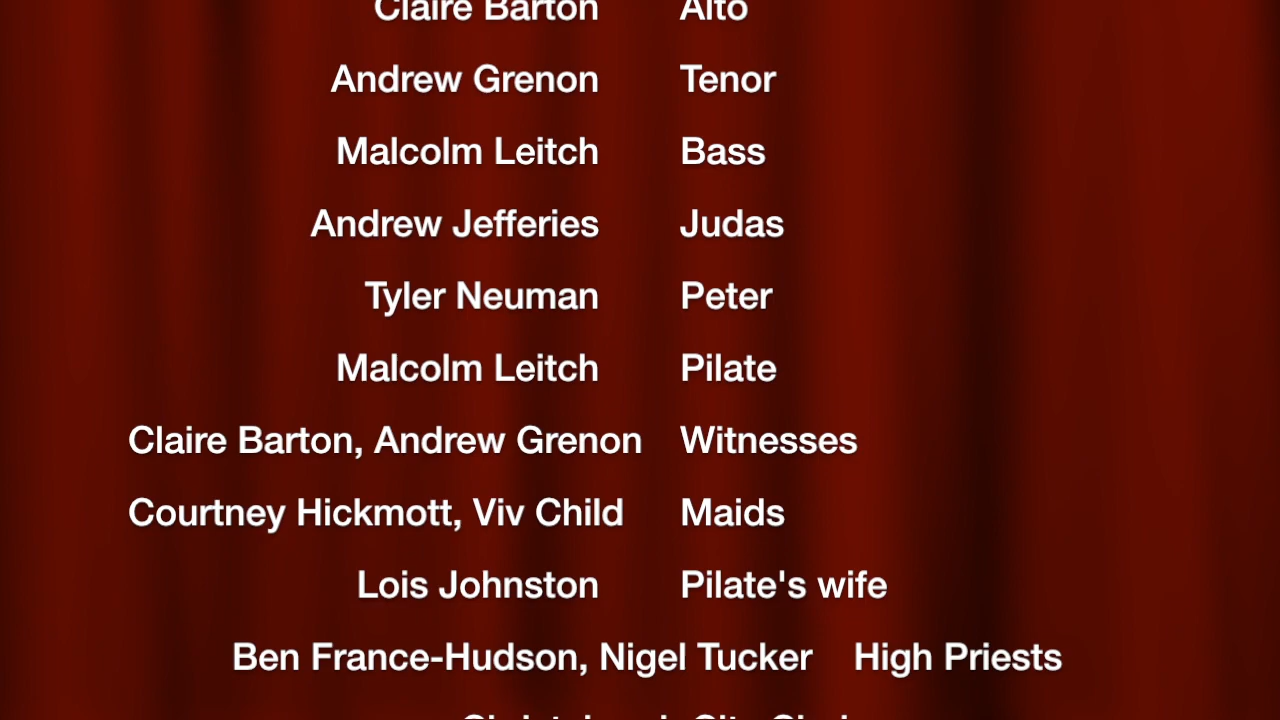 Claire Barton Alto
Andrew Grenon Tenor
Malcolm Leitch Bass
Andrew Jefferies Judas
Tyler Neuman Peter
Malcolm Leitch Pilate
Claire Barton, Andrew Grenon Witnesses
Courtney Hickmott, Viv Child Maids
Lois Johnston Pilate's wife
Ben France-Hudson, Nigel Tucker High Priests